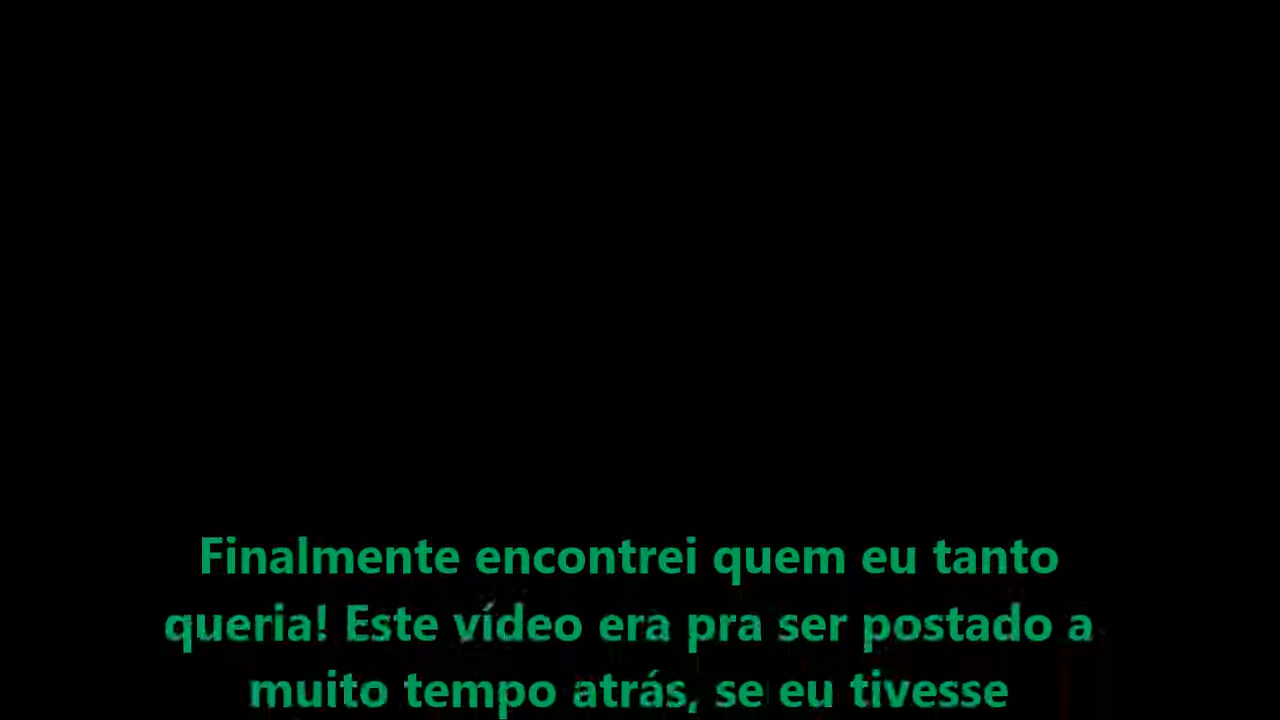 Finalmente encontrei quem eu tanto
queria! Este vídeo era pra ser postado a
muito tempo atrás, se eu tivesse